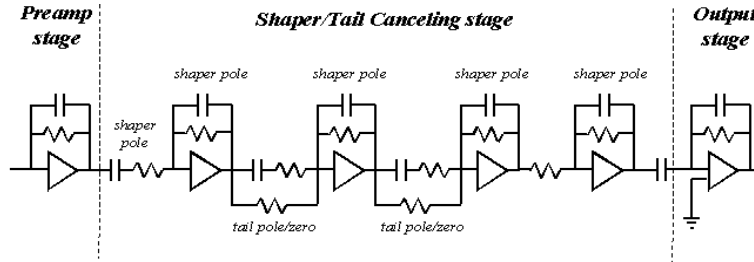 Preamp
stage
Shaper/Tail Canceling stage
Output
stage
shaper pole
shaper pole
shaper pole
shaper pole
shaper
pole
tail pole/zero
tail pole/zero